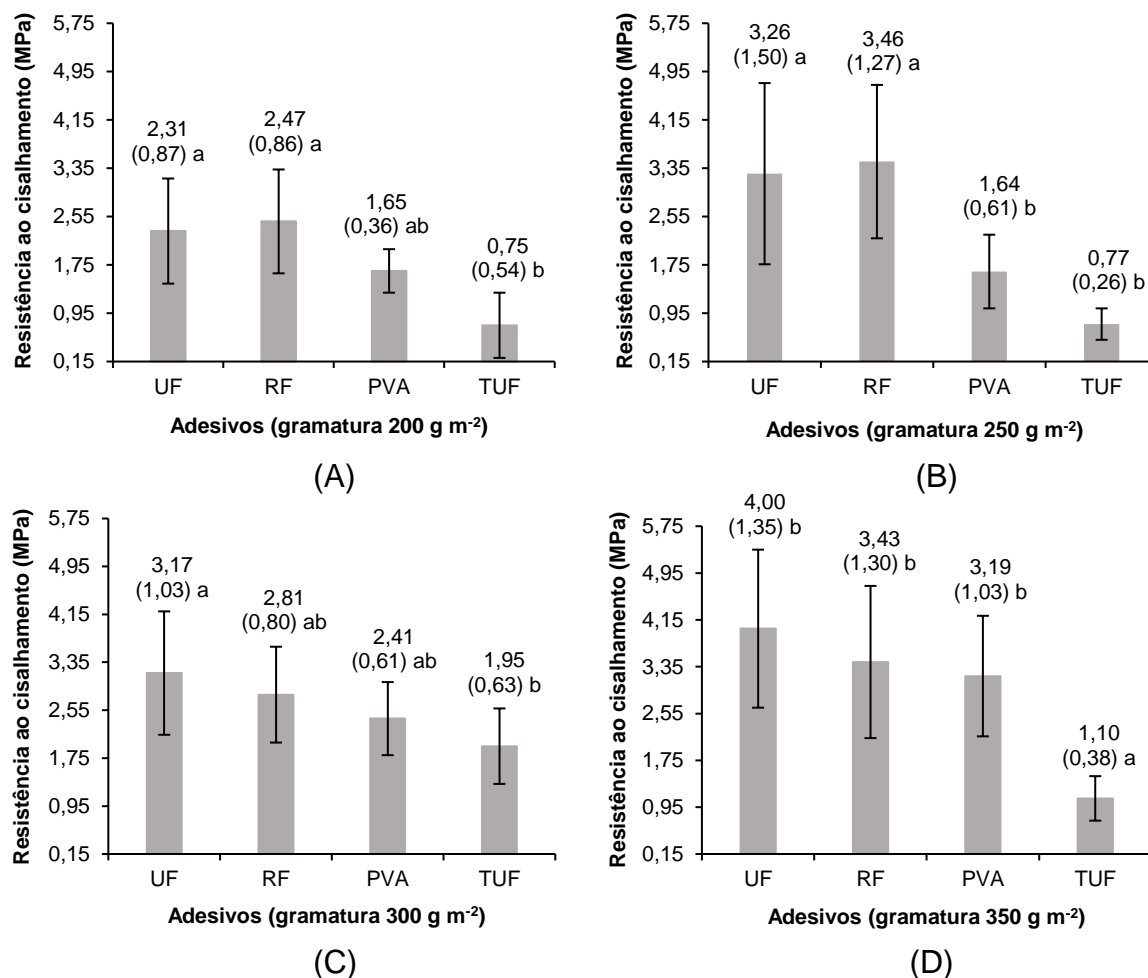 Resistência ao cisalhamento (MPa)
5,75
4,95
4,15
3,35
2,55
1,75
0,95
0,15
2,31
(0,87) a
2,47
(0,86) a
1,65
(0,36) ab
0,75
(0,54) b
UF RF PVA TUF
Adesivos (gramatura 200 g m-2)
(A)
Resistência ao cisalhamento (MPa)
5,75
4,95
4,15
3,35
2,55
1,75
0,95
0,15
3,26
(1,50) a
3,46
(1,27) a
1,64
(0,61) b
0,77
(0,26) b
UF RF PVA TUF
Adesivos (gramatura 250 g m-2)
(B)
Resistência ao cisalhamento (MPa)
5,75
4,95
4,15
3,35
2,55
1,75
0,95
0,15
3,17
(1,03) a
2,81
(0,80) ab
2,41
(0,61) ab
1,95
(0,63) b
UF RF PVA TUF
Adesivos (gramatura 300 g m-2)
(C)
Resistência ao cisalhamento (MPa)
5,75
4,95
4,15
3,35
2,55
1,75
0,95
0,15
4,00
(1,35) b
3,43
(1,30) b
3,19
(1,03) b
1,10
(0,38) a
UF RF PVA TUF
Adesivos (gramatura 350 g m-2)
(D)